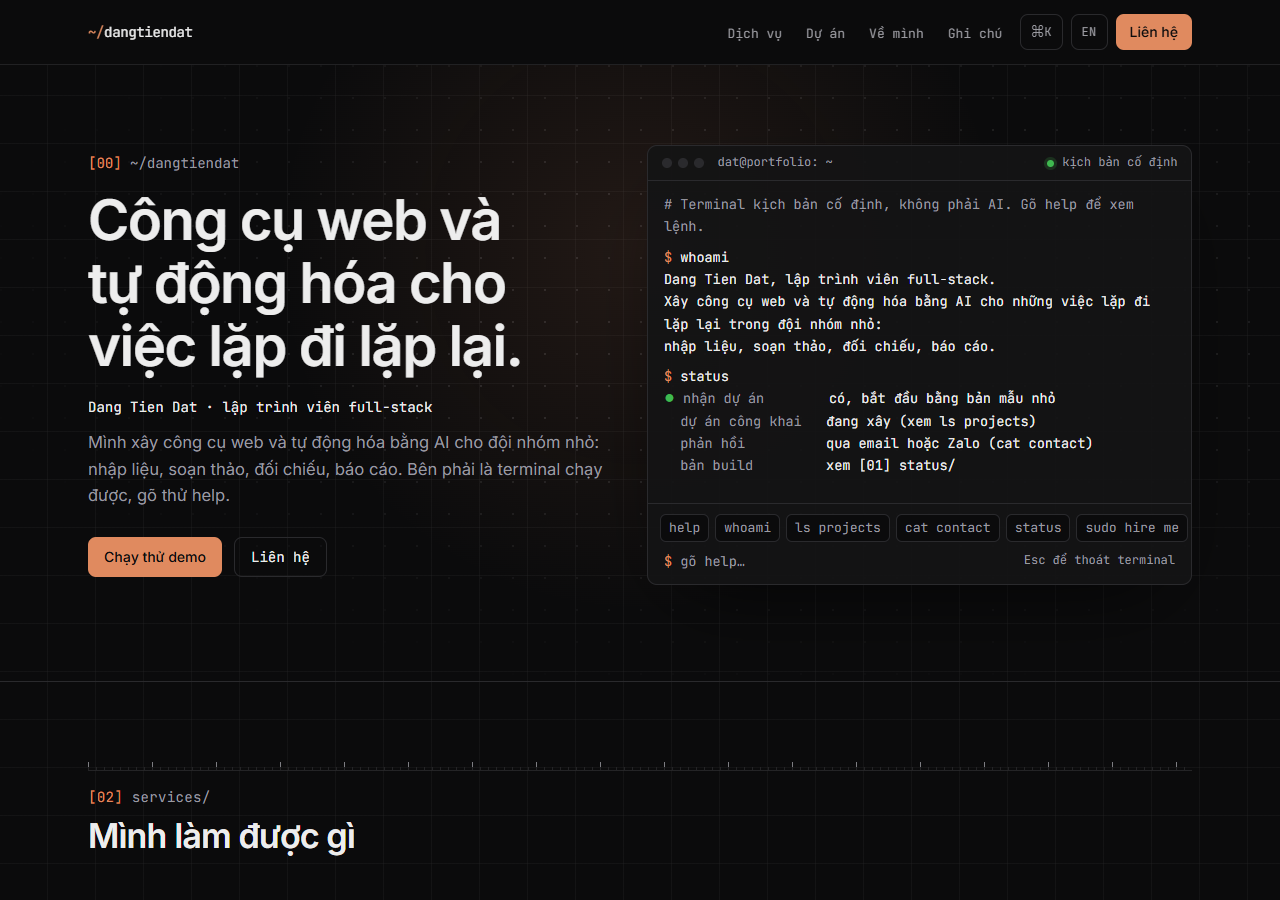 ~/dangtiendat
Dịch vụ
Dự án
Về mình
Ghi chú
⌘K
EN
Liên hệ
[00] ~/dangtiendat
Công cụ web và
tự động hóa cho
việc lặp đi lặp lại.
Dang Tien Dat · lập trình viên full-stack
Mình xây công cụ web và tự động hóa bằng AI cho đội nhóm nhỏ:
nhập liệu, soạn thảo, đối chiếu, báo cáo. Bên phải là terminal chạy
được, gõ thử help.
Chạy thử demo
Liên hệ
dat@portfolio: ~
kịch bản cố định
# Terminal kịch bản cố định, không phải AI. Gõ help để xem
lệnh.
$ whoami
Dang Tien Dat, lập trình viên full-stack.
Xây công cụ web và tự động hóa bằng AI cho những việc lặp đi
lặp lại trong đội nhóm nhỏ:
nhập liệu, soạn thảo, đối chiếu, báo cáo.
$ status
● nhận dự án có, bắt đầu bằng bản mẫu nhỏ
dự án công khai đang xây (xem ls projects)
phản hồi qua email hoặc Zalo (cat contact)
bản build xem [01] status/
help
whoami
ls projects
cat contact
status
sudo hire me
$ gõ help…
Esc để thoát terminal
[02] services/
Mình làm được gì